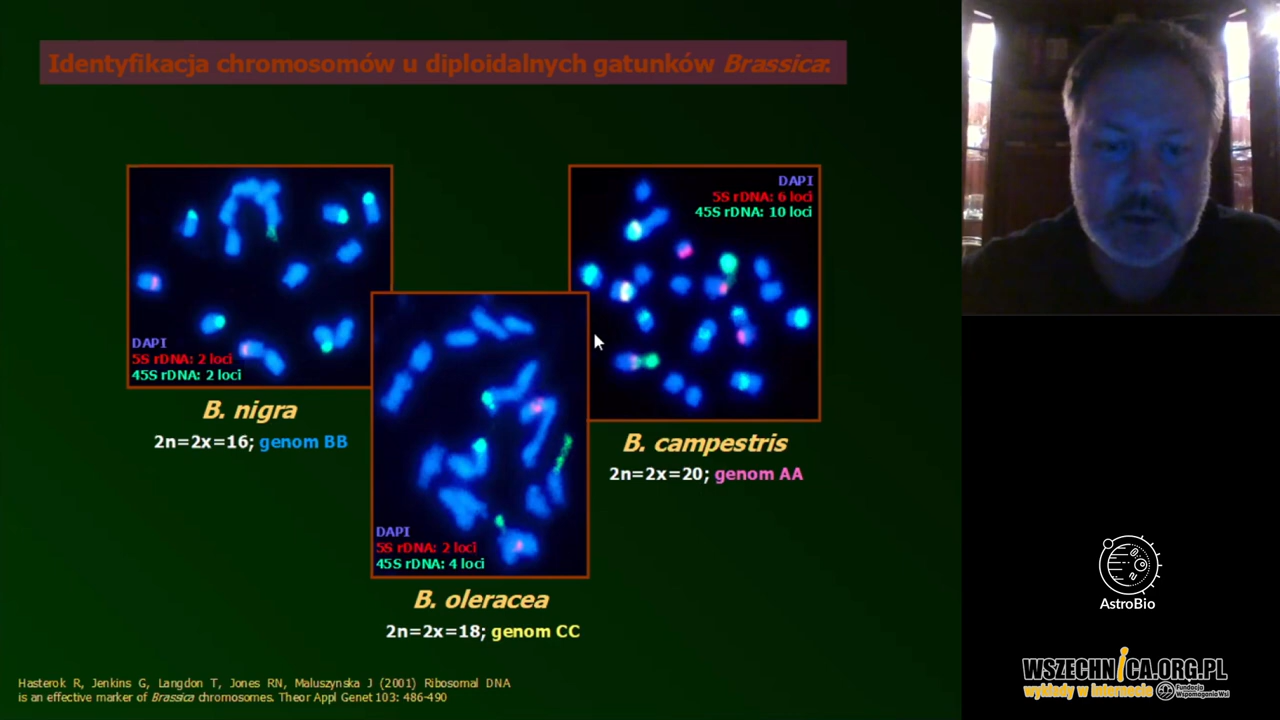 Identyfikacja chromosomów u diploidalnych gatunków Brassica:
DAPI
5S rDNA: 2 loci
45S rDNA: 2 loci
B. nigra
2n=2x=16; genom BB
DAPI
5S rDNA: 2 loci
45S rDNA: 4 loci
B. oleracea
2n=2x=18; genom CC
DAPI
5S rDNA: 6 loci
45S rDNA: 10 loci
B. campestris
2n=2x=20; genom AA
Hasterok R, Jenkins G, Langdon T, Jones RN, Maluszynska J (2001) Ribosomal DNA
is an effective marker of Brassica chromosomes. Theor Appl Genet 103: 486-490
AstroBio
WSZECHNICA.ORG.PL
wykłady w internecie
Fundacja
Wspomagania Wsi